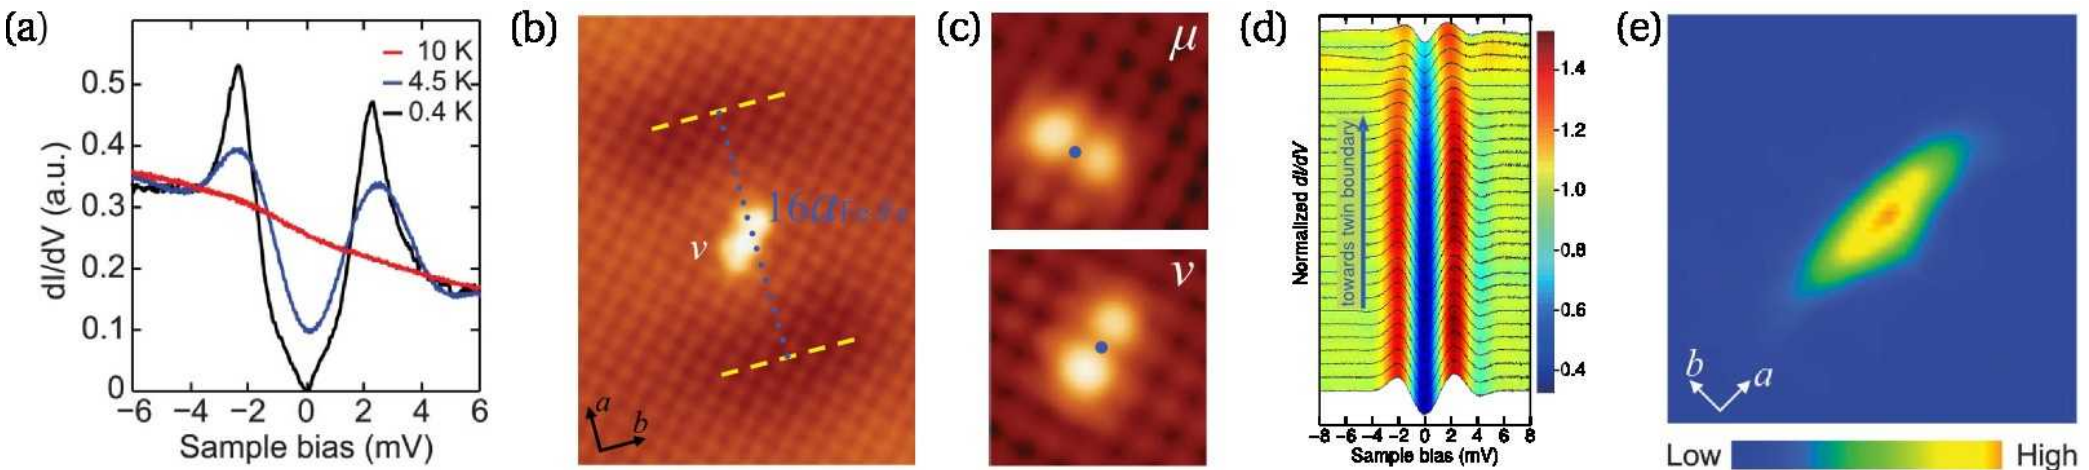 (a)
10 K
4.5 K
0.4 K
0.5
0.4
0.3
0.2
0.1
0
dI/dV (a.u.)
−6 −4 −2 0 2 4 6
Sample bias (mV)
(b)
16aFeFe
ν
a
b
(c)
μ
ν
(d)
−8 −6 −4 −2 0 2 4 6 8
Normalized dI/dV
towards twin boundary
1.4
1.2
1.0
0.8
0.6
0.4
Sample bias (mV)
(e)
b
a
Low
High